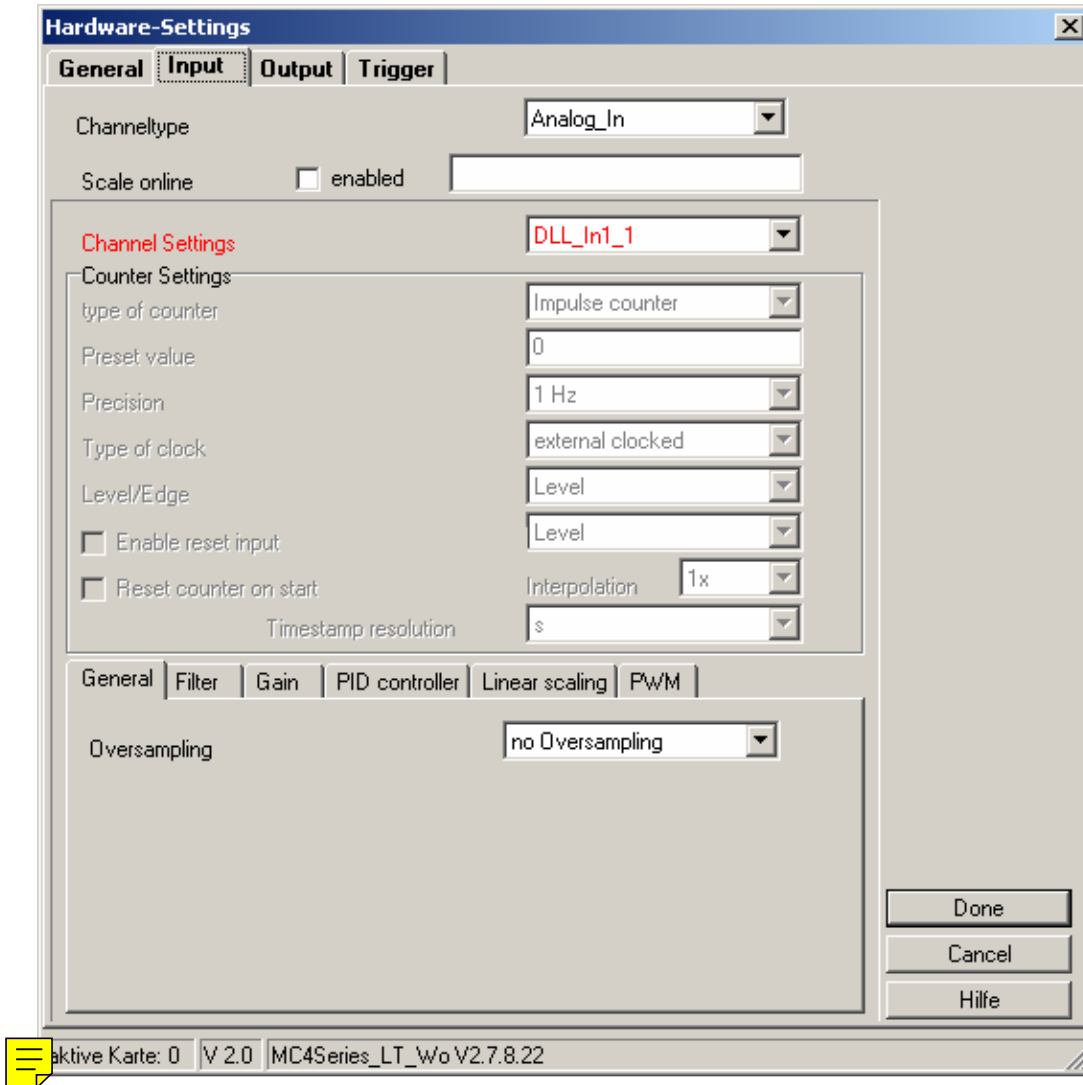 Hardware-Settings
General Input Output Trigger
Channeltype Analog_In
Scale online enabled
Channel Settings DLL_In1_1
Counter Settings
type of counter Impulse counter
Preset value 0
Precision 1 Hz
Type of clock external clocked
Level/Edge Level
Enable reset input Level
Reset counter on start Interpolation 1x
Timestamp resolution s
General Filter Gain PID controller Linear scaling PWM
Oversampling no Oversampling
Done
Cancel
Hilfe
aktive Karte: 0 V 2.0 MC4Series_LT_Wo V2.7.8.22